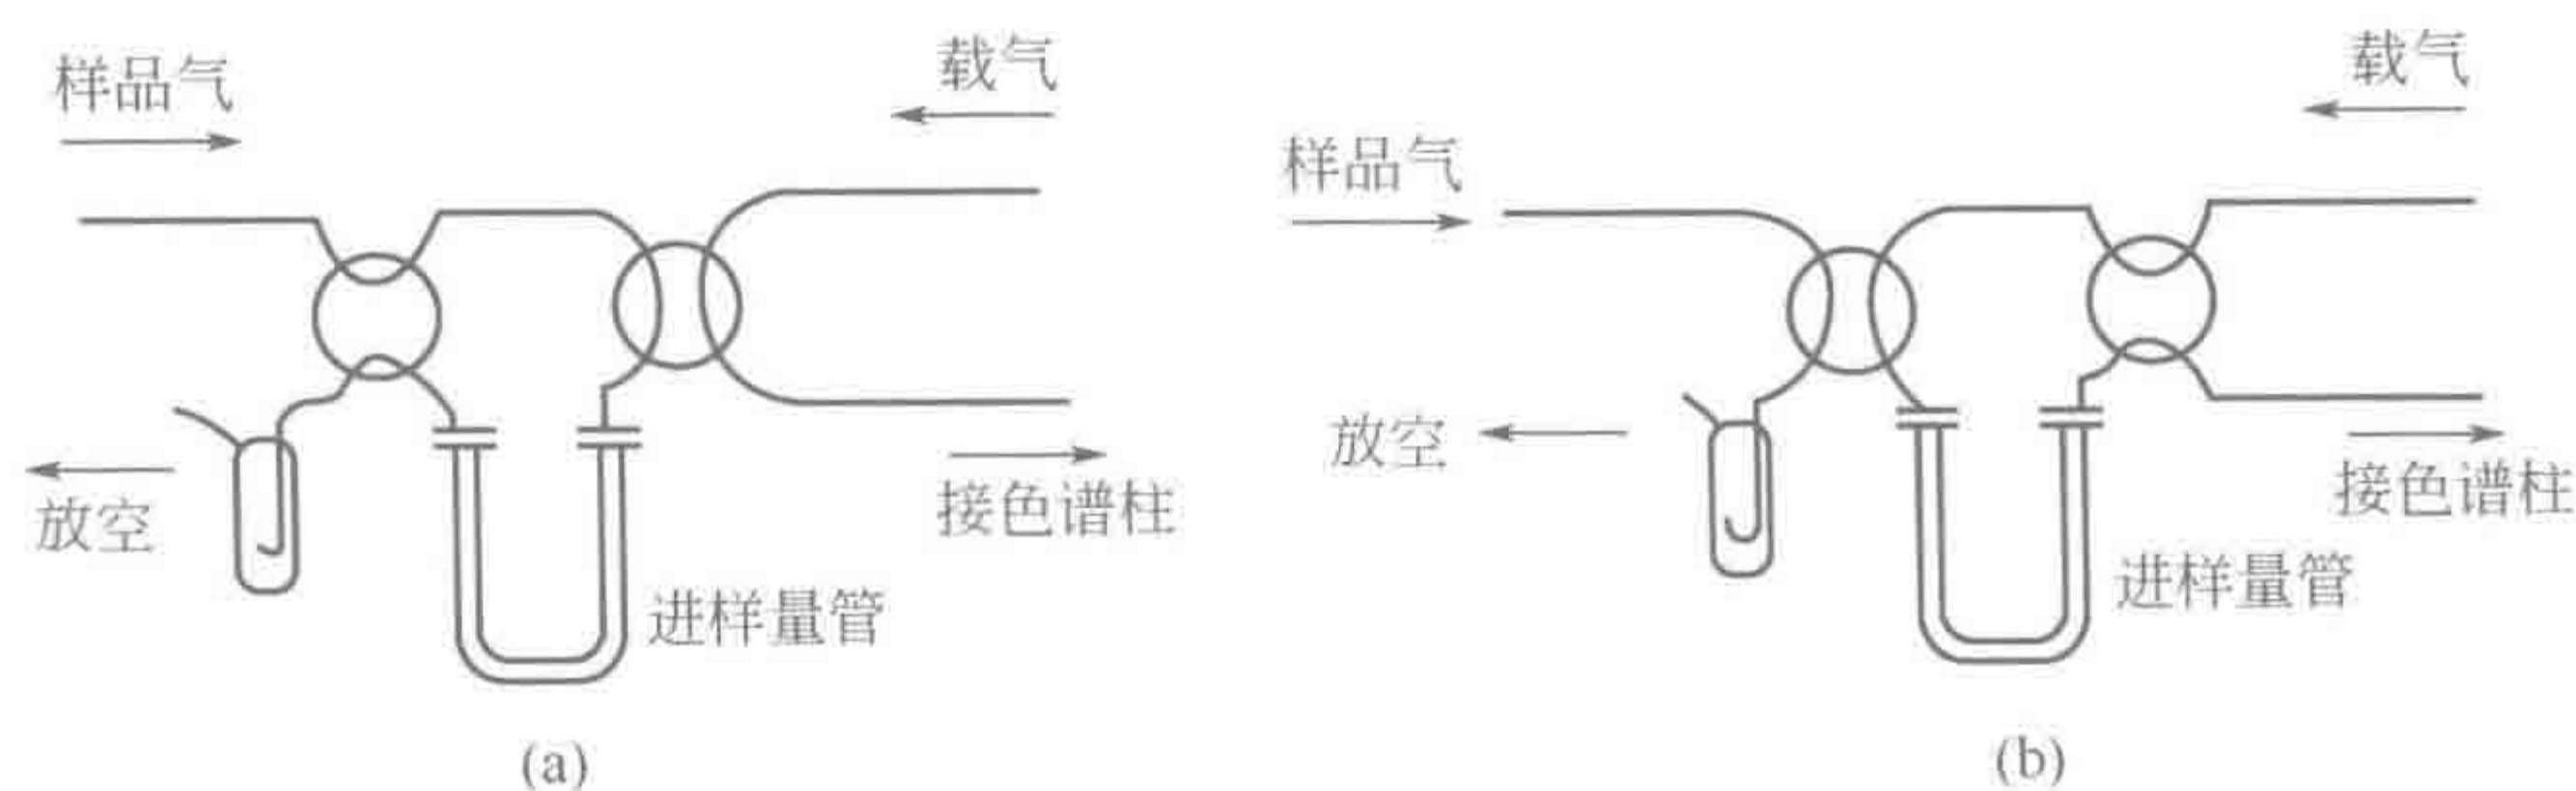 样品气
载气
放空
接色谱柱
进样量管
(a)
样品气
载气
放空
接色谱柱
进样量管
(b)